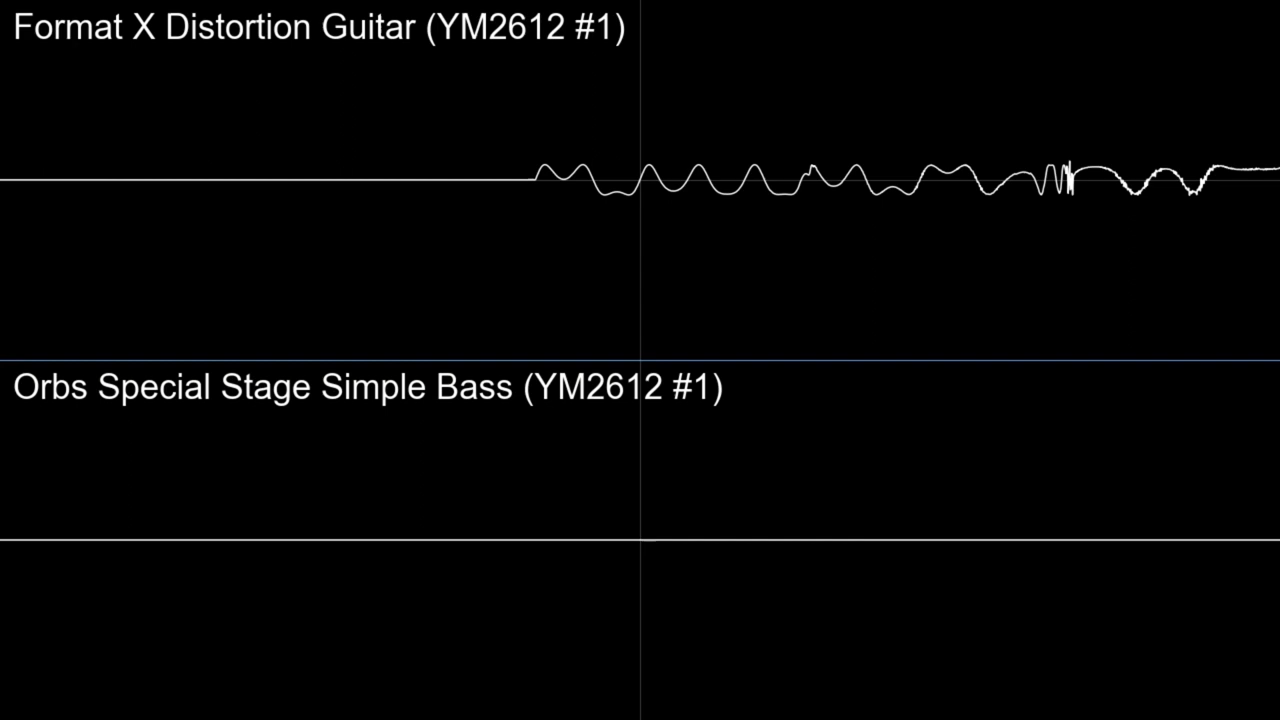 Format X Distortion Guitar (YM2612 #1)
Orbs Special Stage Simple Bass (YM2612 #1)